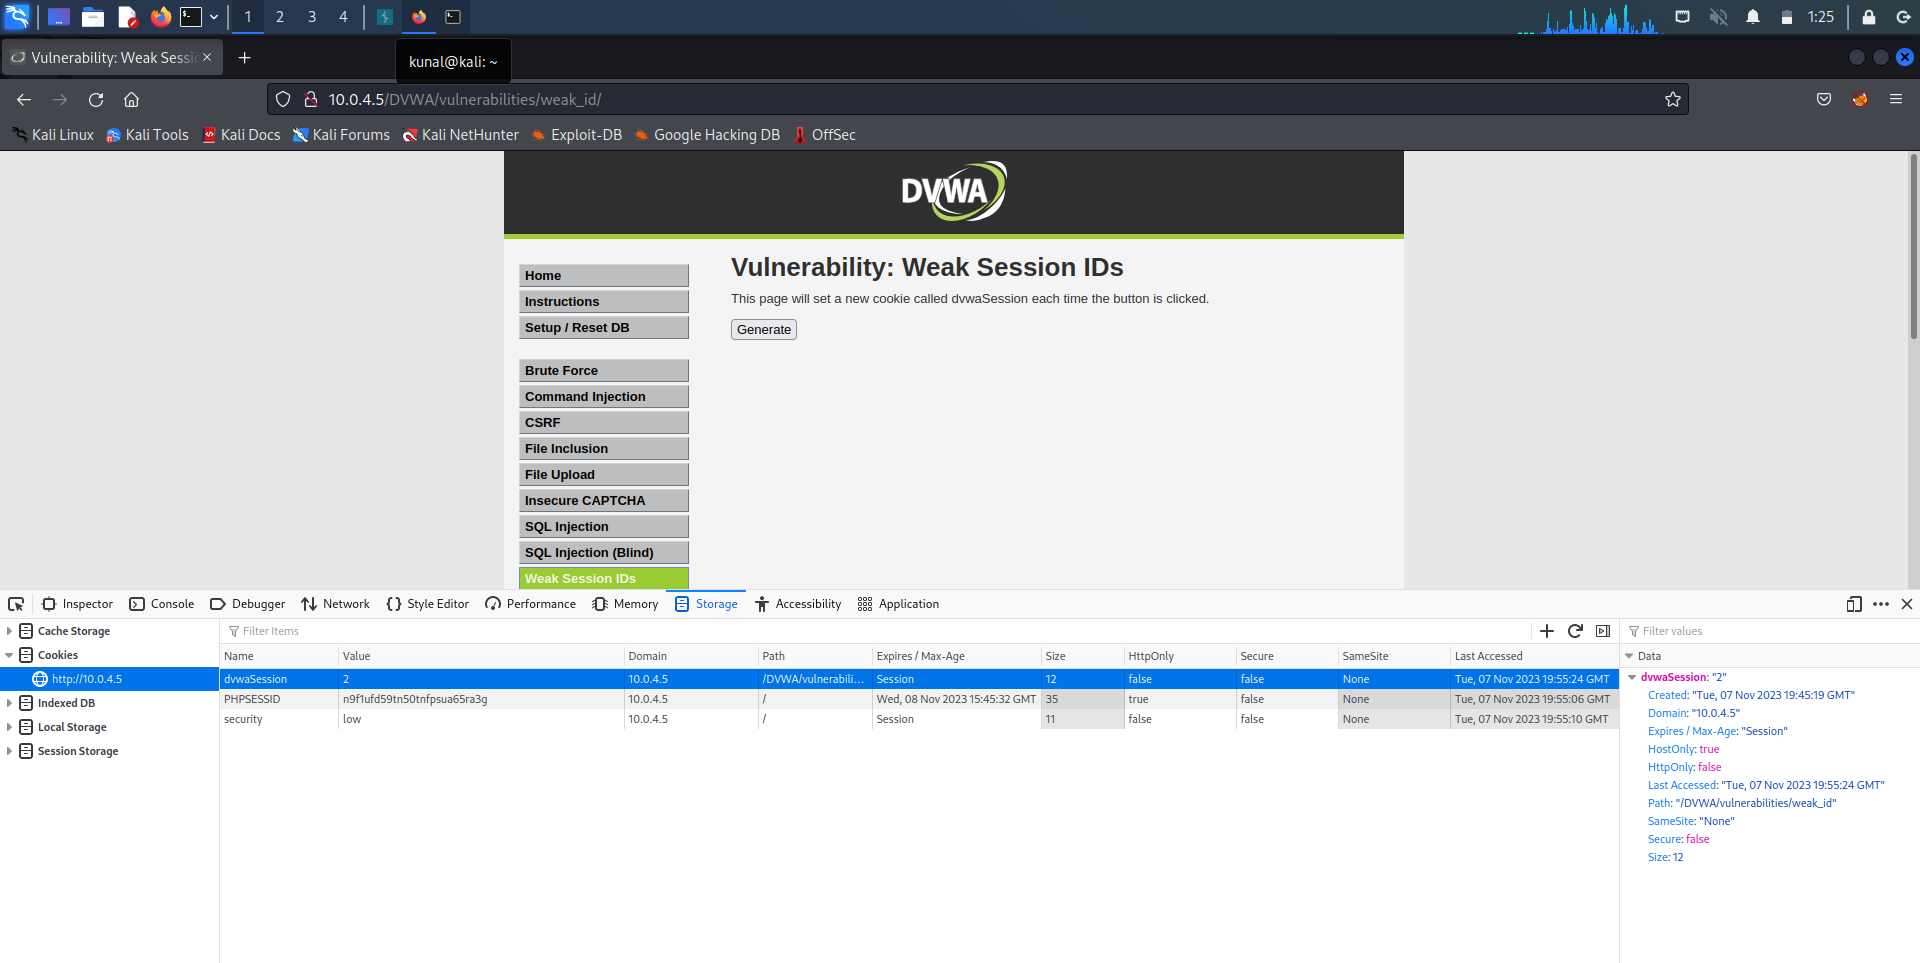 1 2 3 4 1:25
Vulnerability: Weak Sessi
kunal@kali: ~
10.0.4.5/DVWA/vulnerabilities/weak_id/
Kali Linux Kali Tools Kali Docs Kali Forums Kali NetHunter Exploit-DB Google Hacking DB OffSec
DVWA
Home
Instructions
Setup / Reset DB
Brute Force
Command Injection
CSRF
File Inclusion
File Upload
Insecure CAPTCHA
SQL Injection
SQL Injection (Blind)
Weak Session IDs
Vulnerability: Weak Session IDs
This page will set a new cookie called dvwaSession each time the button is clicked.
Generate
Inspector Console Debugger Network Style Editor Performance Memory Storage Accessibility Application
Cache Storage
Cookies
http://10.0.4.5
Indexed DB
Local Storage
Session Storage
Filter Items
Name Value Domain Path Expires / Max-Age Size HttpOnly Secure SameSite Last Accessed
dvwaSession 2 10.0.4.5 /DVWA/vulnerabili... Session 12 false false None Tue, 07 Nov 2023 19:55:24 GMT
PHPSESSID n9f1ufd59tn50tnfpsua65ra3g 10.0.4.5 / Wed, 08 Nov 2023 15:45:32 GMT 35 true false None Tue, 07 Nov 2023 19:55:06 GMT
security low 10.0.4.5 / Session 11 false false None Tue, 07 Nov 2023 19:55:10 GMT
Filter values
Data
dvwaSession: "2"
Created: "Tue, 07 Nov 2023 19:45:19 GMT"
Domain: "10.0.4.5"
Expires / Max-Age: "Session"
HostOnly: true
HttpOnly: false
Last Accessed: "Tue, 07 Nov 2023 19:55:24 GMT"
Path: "/DVWA/vulnerabilities/weak_id"
SameSite: "None"
Secure: false
Size: 12